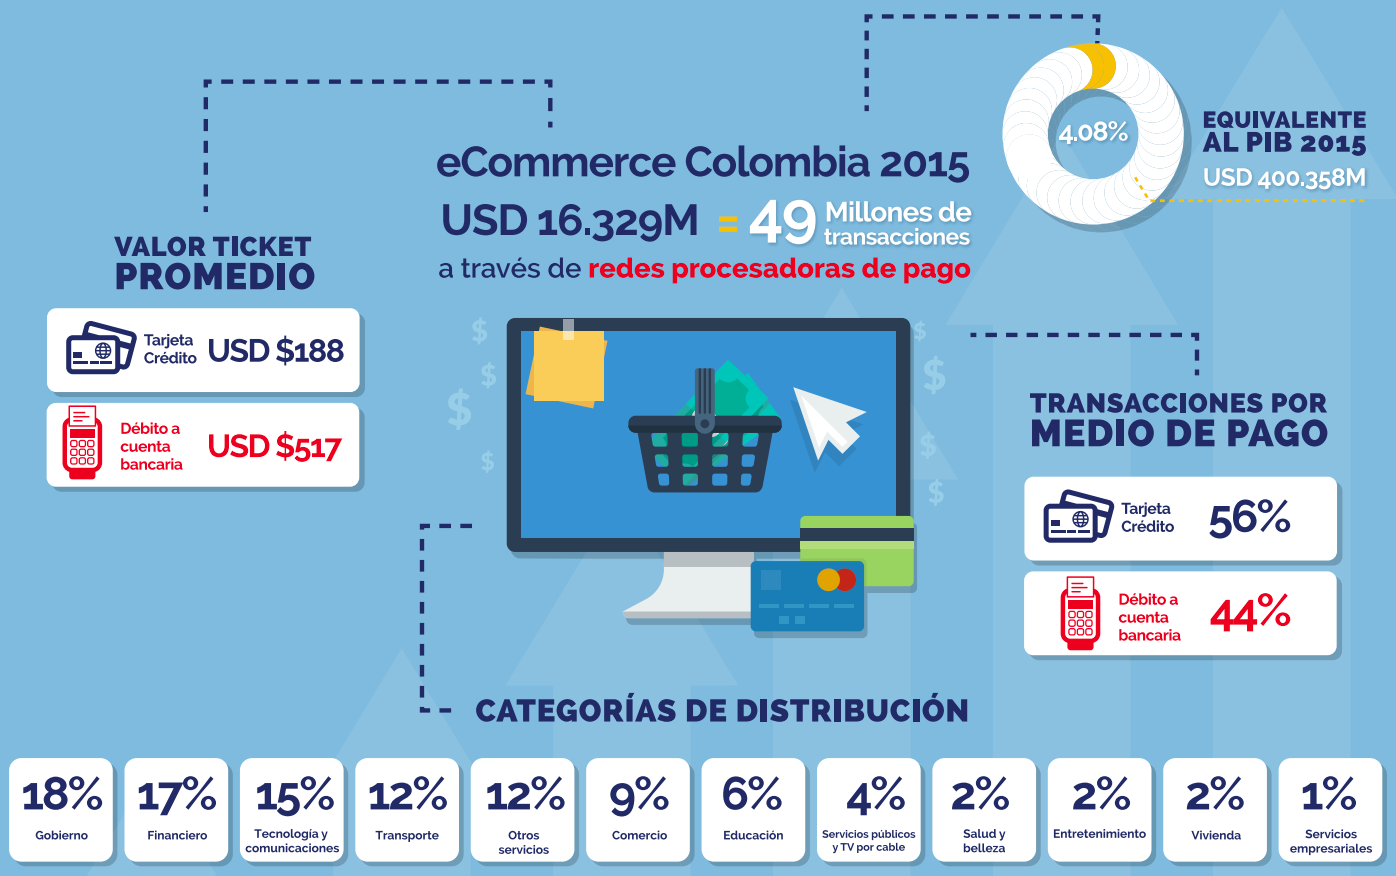 eCommerce Colombia 2015
USD 16.329M = 49 Millones de
transacciones
a través de redes procesadoras de pago
4.08%
EQUIVALENTE
AL PIB 2015
USD 400.358M
VALOR TICKET
PROMEDIO
Tarjeta
Crédito
USD $188
Débito a
cuenta
bancaria
USD $517
$
$
$
$
$
$
$
$
TRANSACCIONES POR
MEDIO DE PAGO
Tarjeta
Crédito
56%
Débito a
cuenta
bancaria
44%
CATEGORÍAS DE DISTRIBUCIÓN
18%
Gobierno
17%
Financiero
15%
Tecnología y
comunicaciones
12%
Transporte
12%
Otros
servicios
9%
Comercio
6%
Educación
4%
Servicios públicos
y TV por cable
2%
Salud y
belleza
2%
Entretenimiento
2%
Vivienda
1%
Servicios
empresariales